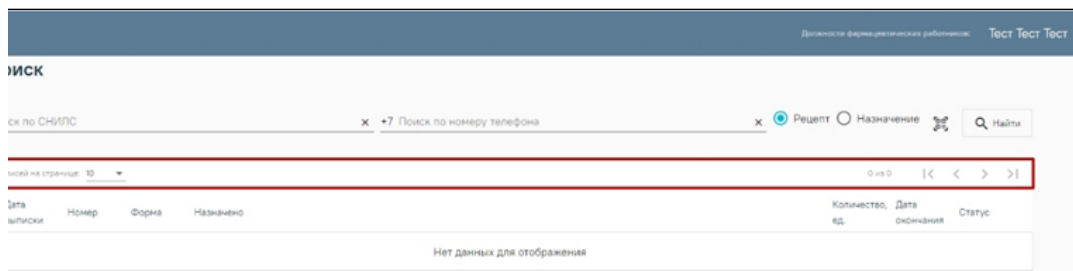 Должности фармацевтических работников: Тест Тест Тест
оиск
ск по СНИЛС × +7 Поиск по номеру телефона × Рецепт Назначение Найти
писей на странице: 10 0 из 0
Дата выписки Номер Форма Назначено Количество, ед. Дата окончания Статус
Нет данных для отображения